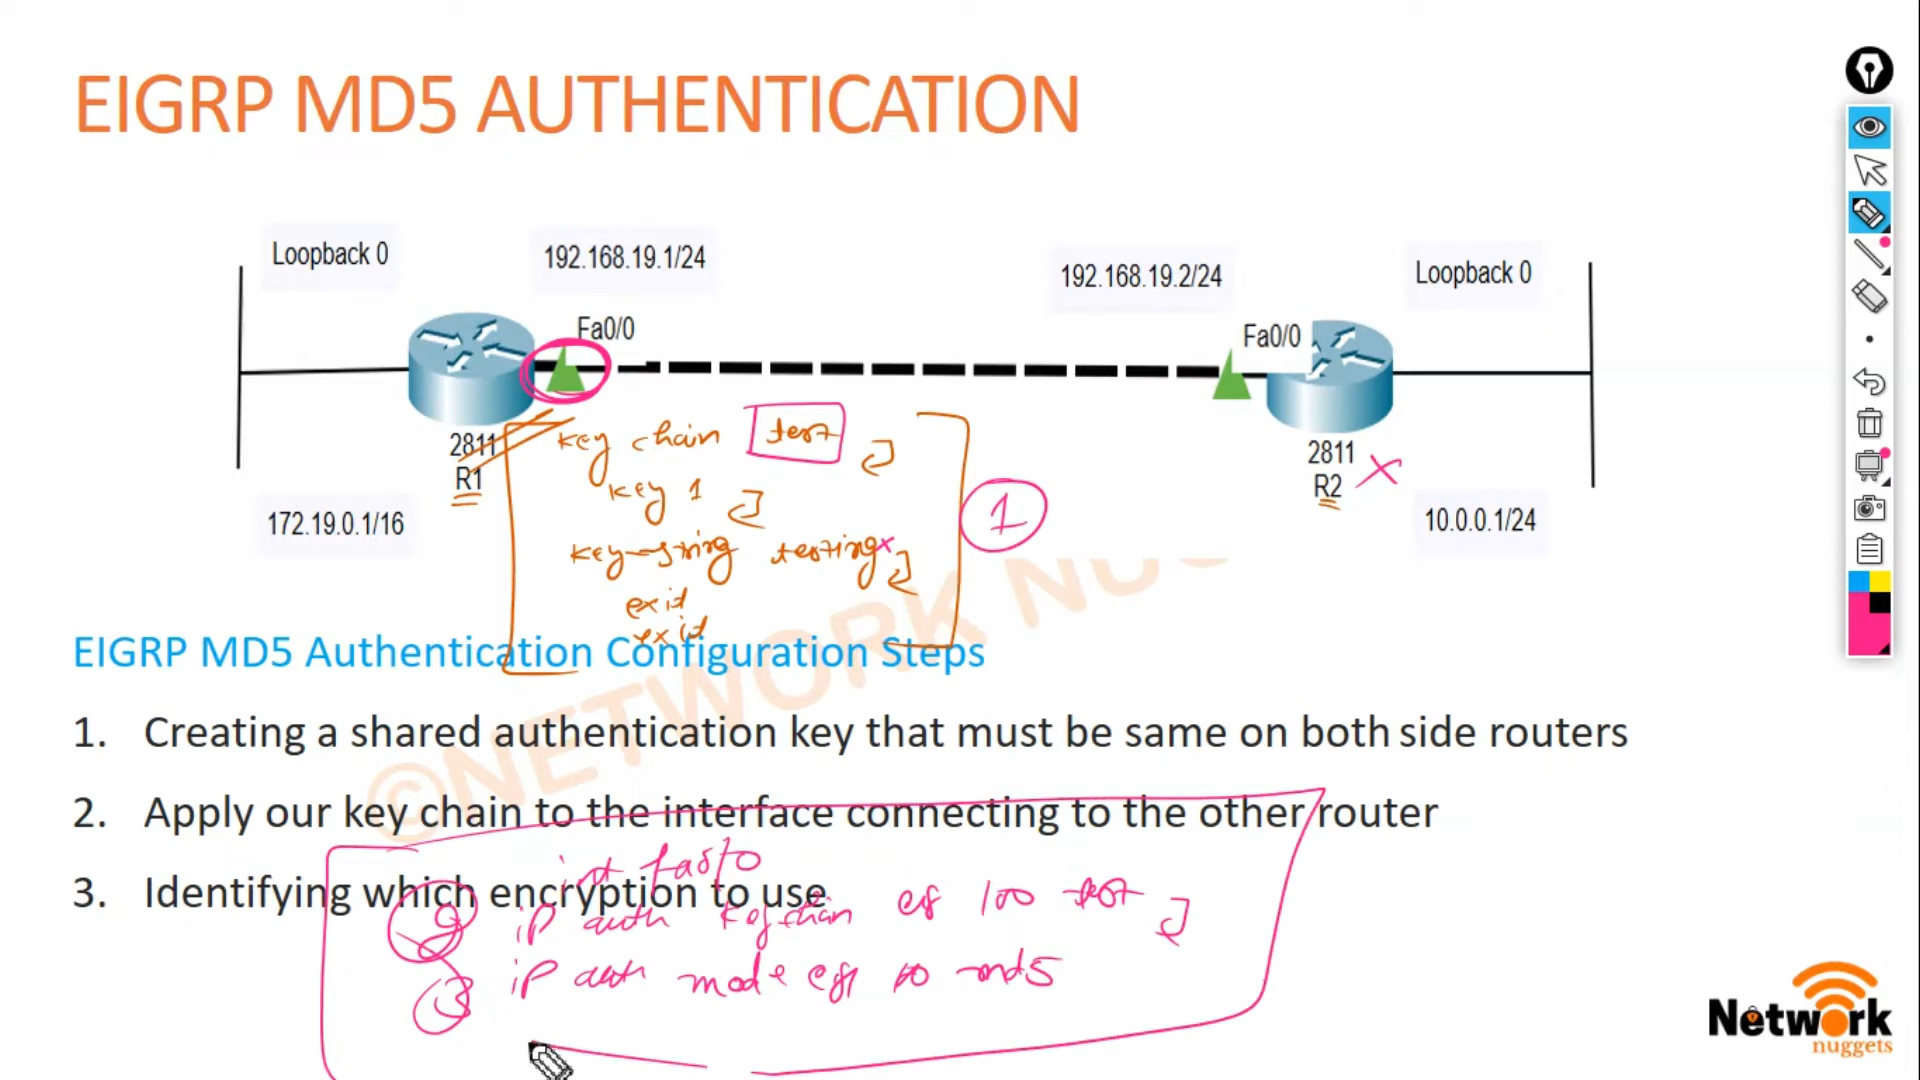 EIGRP MD5 AUTHENTICATION
Loopback 0
192.168.19.1/24
192.168.19.2/24
Loopback 0
Fa0/0
Fa0/0
2811
R1
2811
R2
172.19.0.1/16
10.0.0.1/24
key chain test
key 1
key-string testing
exit
exit
1
©NETWORK NU
EIGRP MD5 Authentication Configuration Steps
1. Creating a shared authentication key that must be same on both side routers
2. Apply our key chain to the interface connecting to the other router
3. Identifying which encryption to use
int fa0/0
2 ip auth key-chain 100 test
3 ip auth mode md5
Network
nuggets